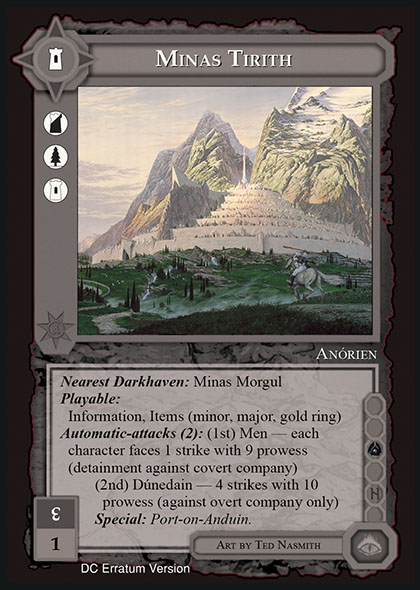 Minas Tirith
Anórien
Nearest Darkhaven: Minas Morgul
Playable:
Information, Items (minor, major, gold ring)
Automatic-attacks (2): (1st) Men — each
character faces 1 strike with 9 prowess
(detainment against covert company)
(2nd) Dúnedain — 4 strikes with 10
prowess (against overt company only)
Special: Port-on-Anduin.
ε
1
Art by Ted Nasmith
DC Erratum Version